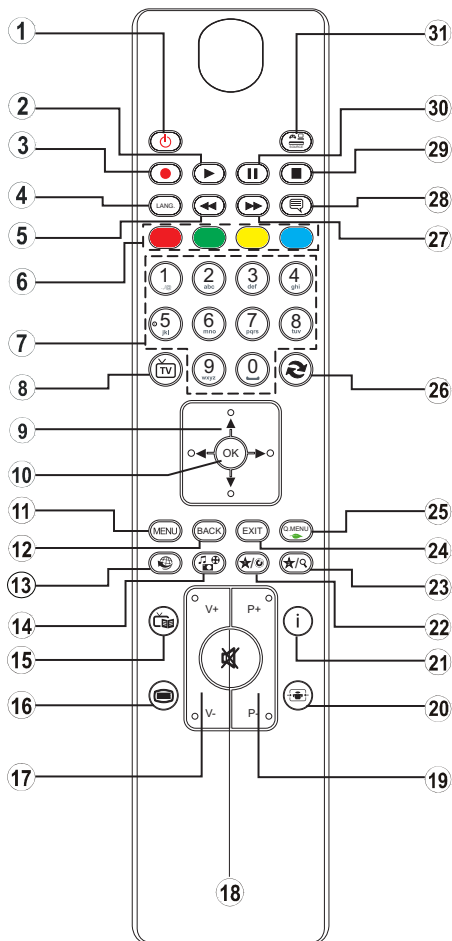 1
31
2
30
3
29
4
LANG.
28
5
27
6
1
.,@
2
abc
3
def
4
ghi
5
jkl
6
mno
7
pqrs
8
tuv
7
8
TV
9
wxyz
0
26
9
OK
10
11
MENU
BACK
EXIT
Q.MENU
25
12
24
13
23
14
22
V+
P+
15
i
21
16
20
V-
P-
17
19
18